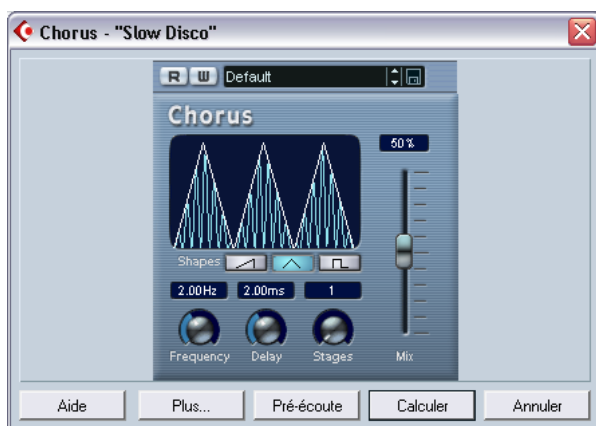 Chorus - "Slow Disco"
R W Default
Chorus
50 %
Shapes
2.00Hz 2.00ms 1
Frequency Delay Stages Mix
Aide Plus... Pré-écoute Calculer Annuler